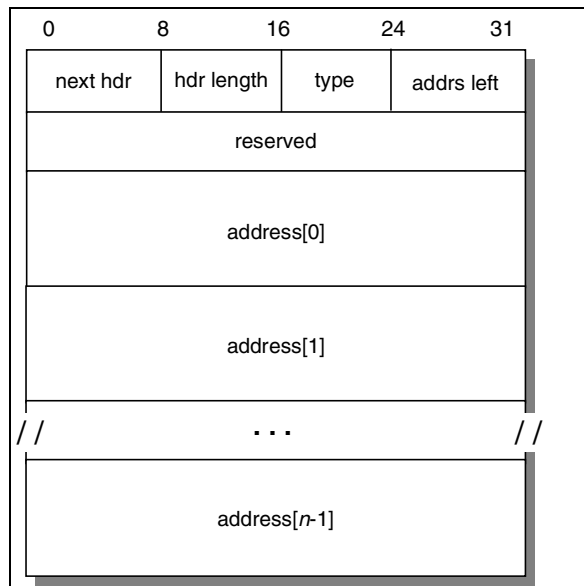 0 8 16 24 31
next hdr hdr length type addrs left
reserved
address[0]
address[1]
// . . . //
address[n-1]